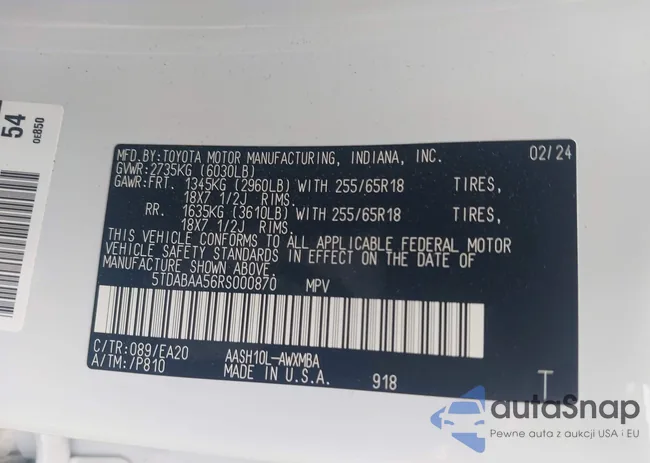 54
0E850
MFD.BY:TOYOTA MOTOR MANUFACTURING, INDIANA, INC. 02/24
GVWR:2735KG (6030LB)
GAWR:FRT. 1345KG (2960LB) WITH 255/65R18 TIRES,
18X7 1/2J RIMS.
RR. 1635KG (3610LB) WITH 255/65R18 TIRES,
18X7 1/2J RIMS.
THIS VEHICLE CONFORMS TO ALL APPLICABLE FEDERAL MOTOR
VEHICLE SAFETY STANDARDS IN EFFECT ON THE DATE OF
MANUFACTURE SHOWN ABOVE.
5TDABAA56RS000870 MPV
C/TR:089/EA20 AASH10L-AWXMBA
A/TM:/P810 MADE IN U.S.A. 918 T
autaSnap
Pewne auta z aukcji USA i EU